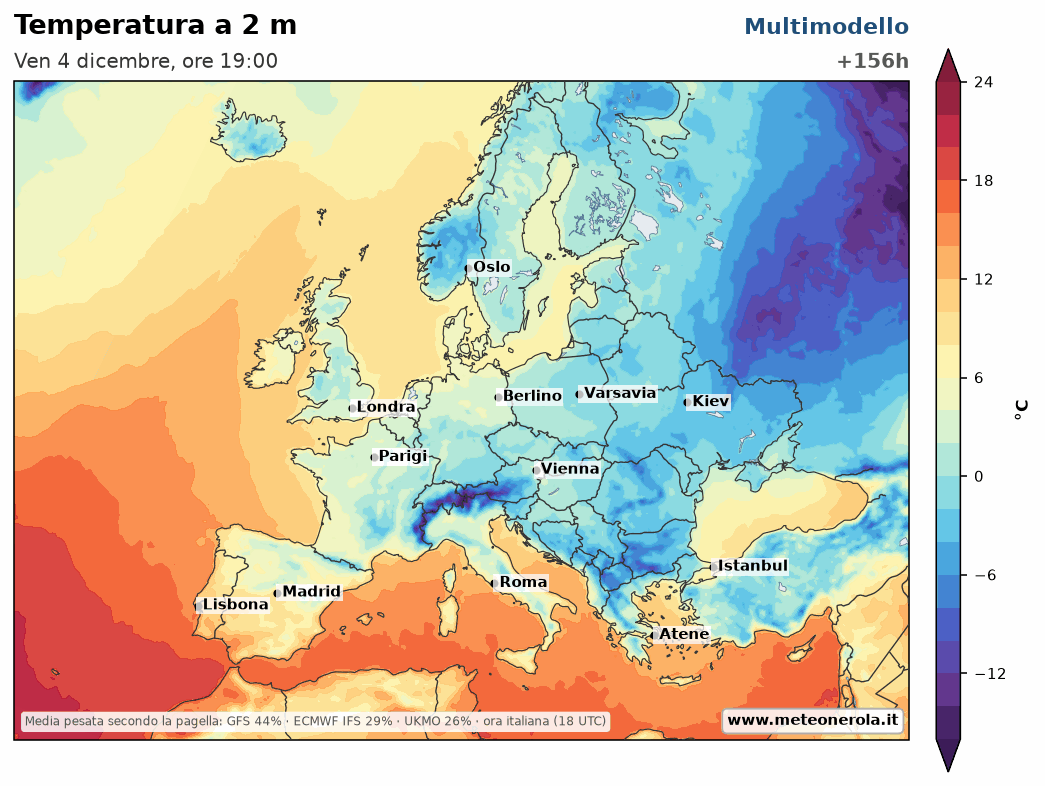 Temperatura a 2 m
Multimodello
Ven 4 dicembre, ore 19:00
+156h
24
18
12
6
0
−6
−12
°C
Oslo
Berlino
Varsavia
Kiev
Londra
Parigi
Vienna
Istanbul
Roma
Madrid
Lisbona
Atene
Media pesata secondo la pagella: GFS 44% · ECMWF IFS 29% · UKMO 26% · ora italiana (18 UTC)
www.meteonerola.it